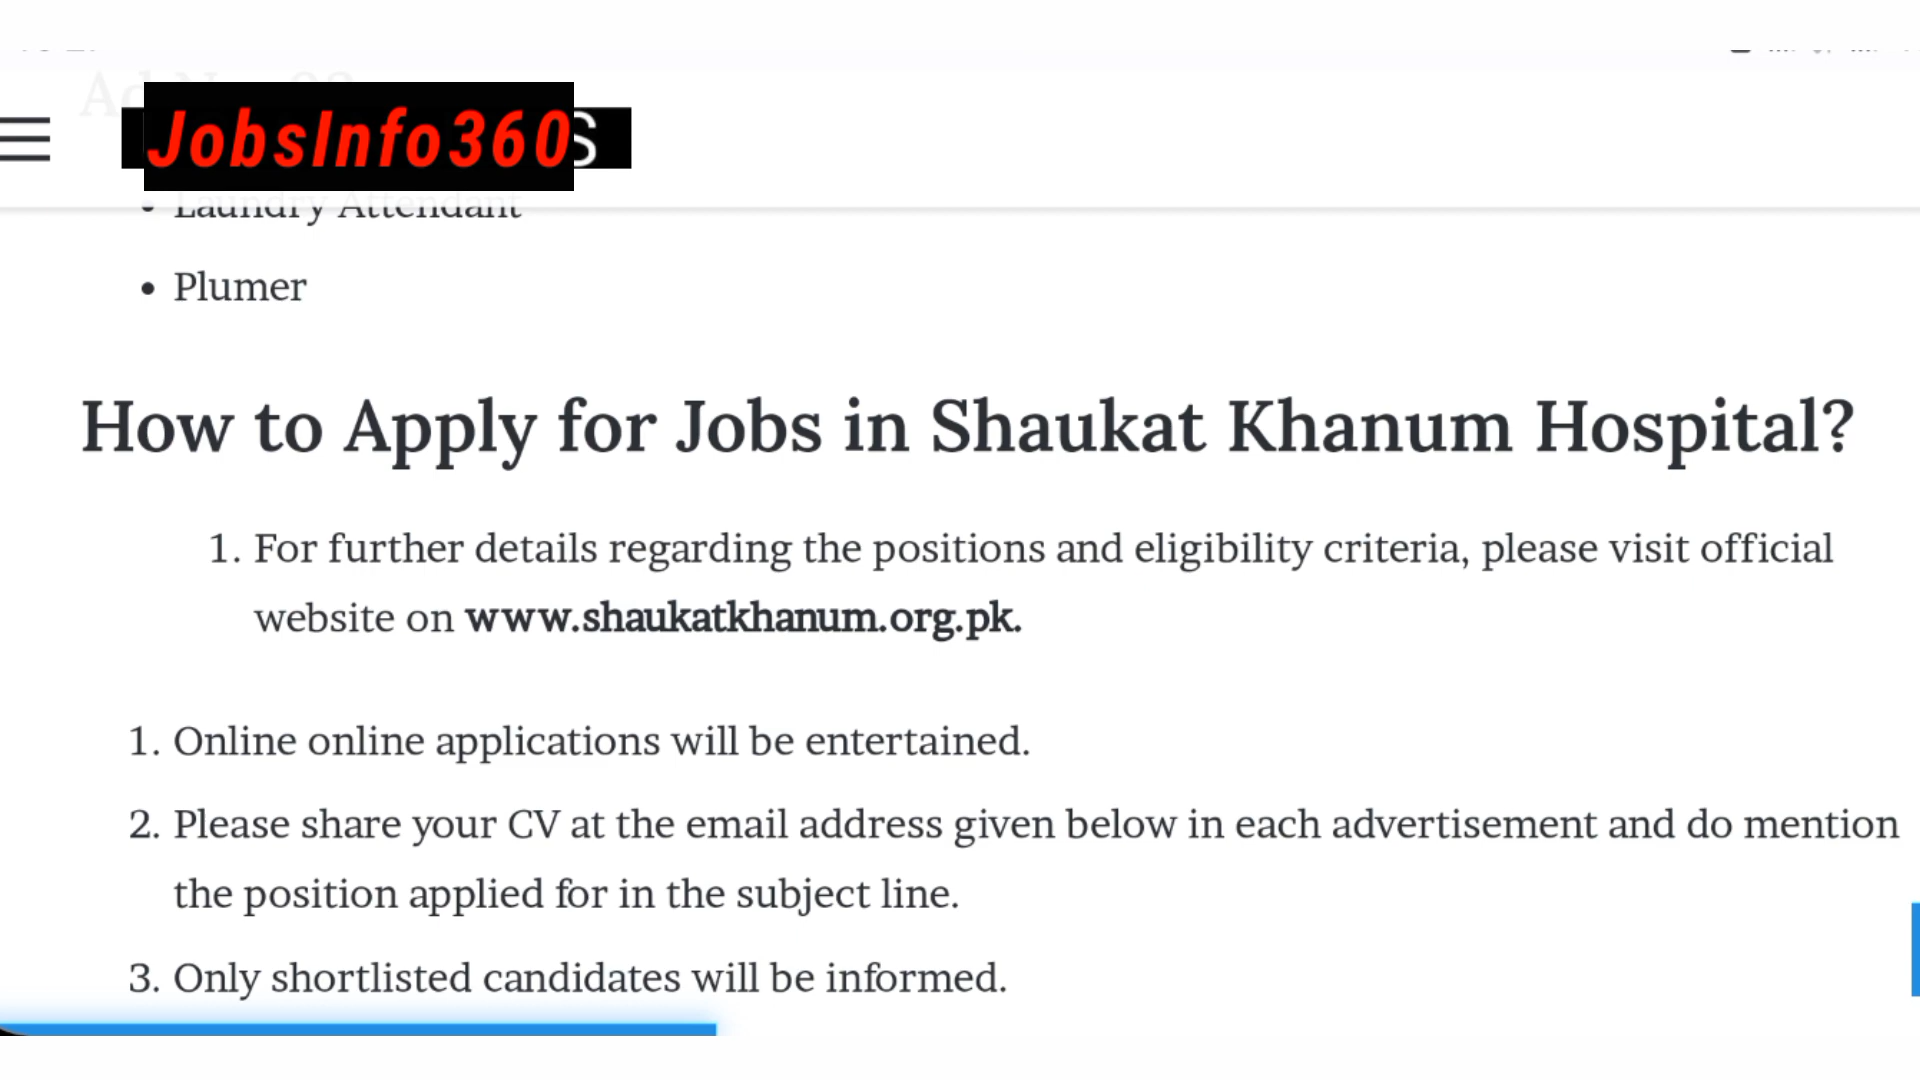 JobsInfo360S
Laundry Attendant
• Plumer
How to Apply for Jobs in Shaukat Khanum Hospital?
1. For further details regarding the positions and eligibility criteria, please visit official
website on www.shaukatkhanum.org.pk.
1. Online online applications will be entertained.
2. Please share your CV at the email address given below in each advertisement and do mention
the position applied for in the subject line.
3. Only shortlisted candidates will be informed.